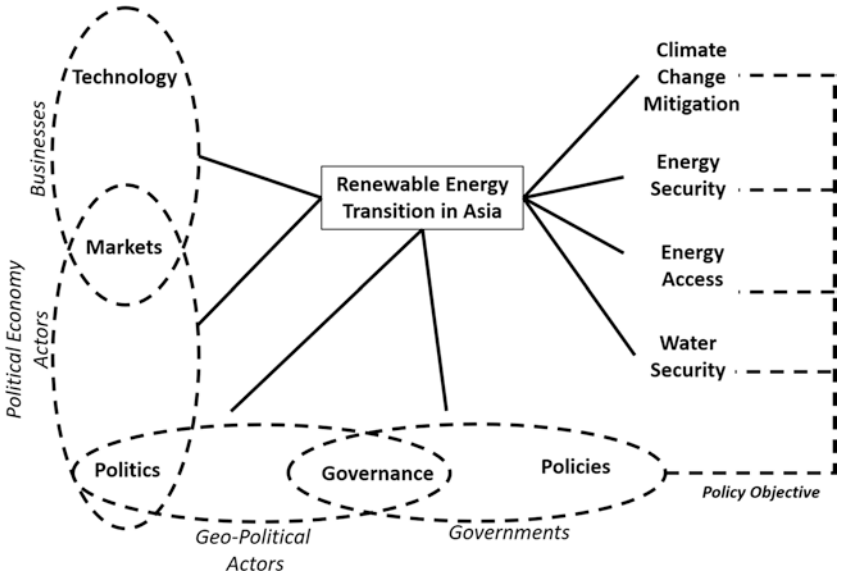 Technology
Businesses
Markets
Political Economy
Actors
Politics
Governance
Policies
Geo-Political
Actors
Governments
Renewable Energy
Transition in Asia
Climate
Change
Mitigation
Energy
Security
Energy
Access
Water
Security
Policy Objective